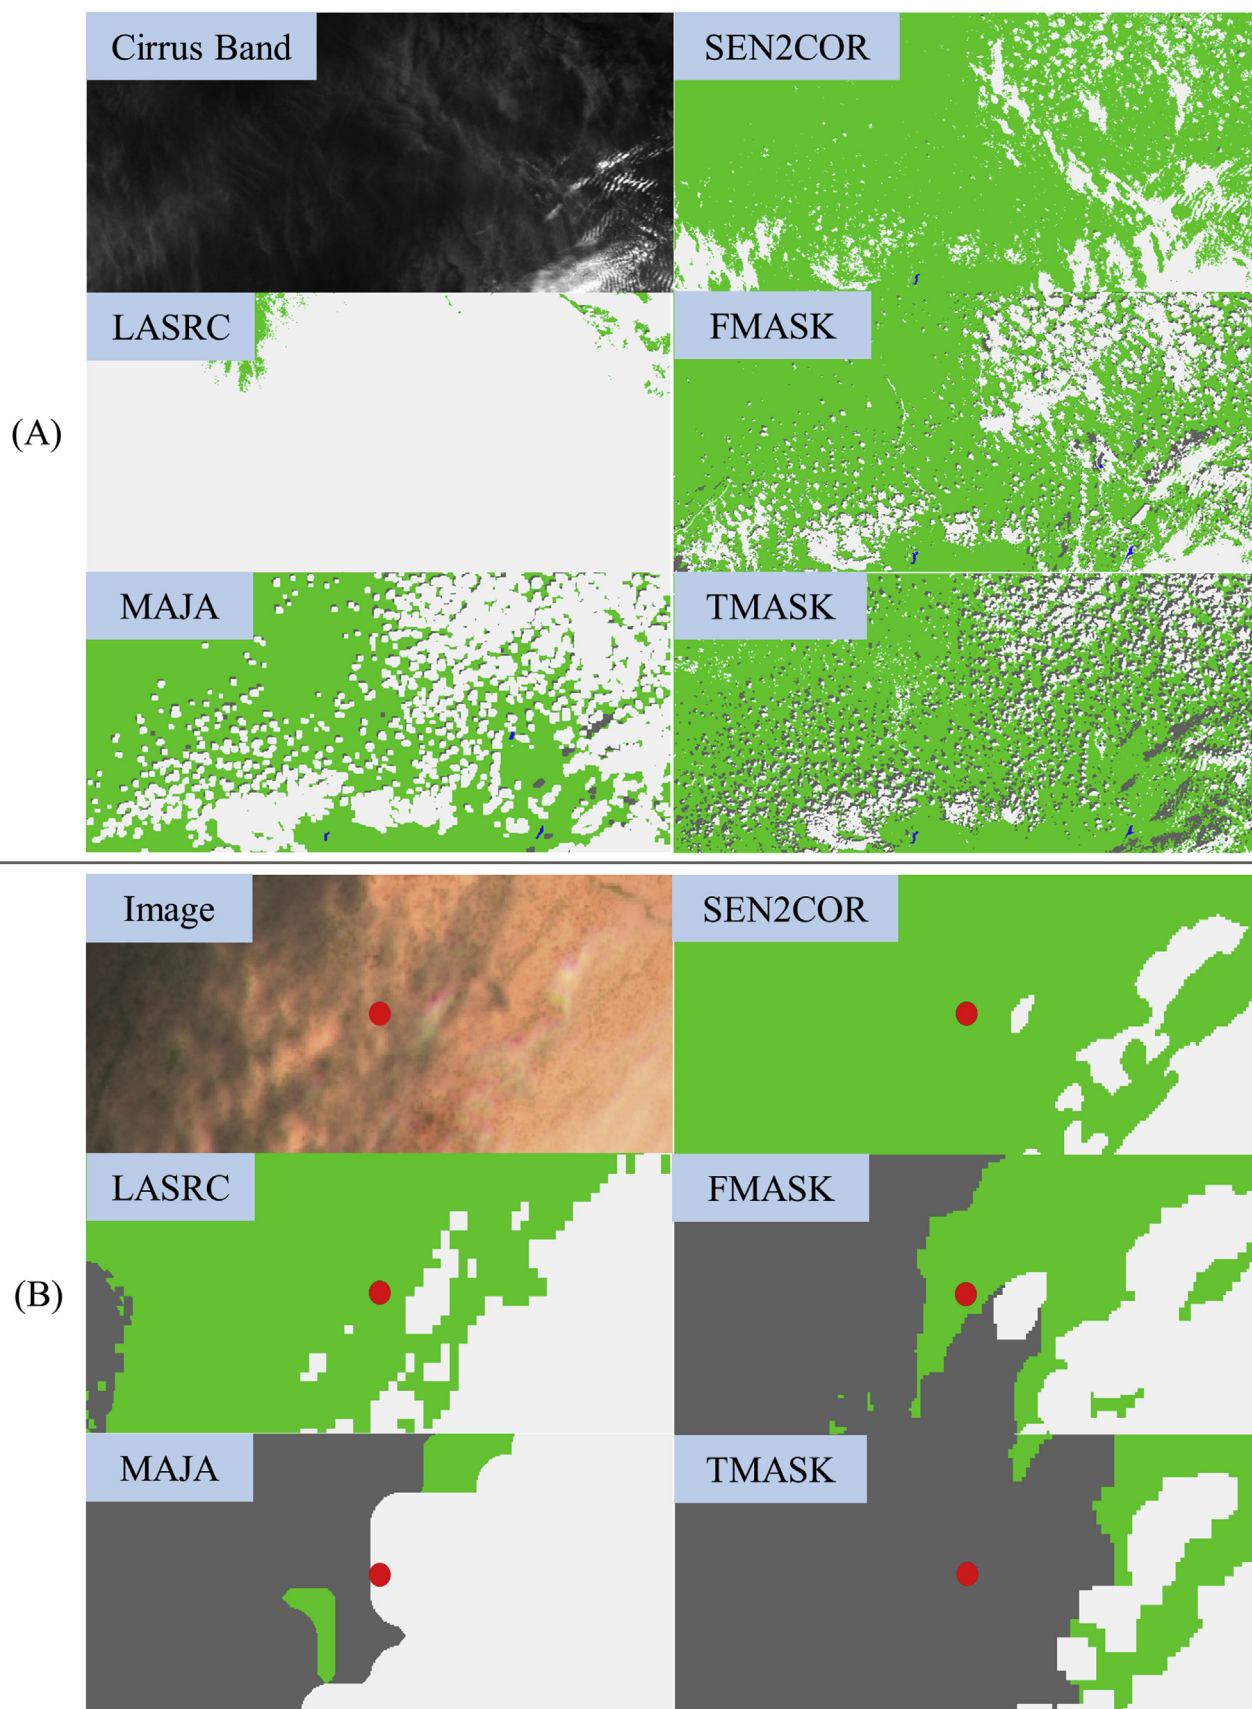 Cirrus Band
SEN2COR
LASRC
FMASK
(A)
MAJA
TMASK
Image
SEN2COR
LASRC
FMASK
(B)
MAJA
TMASK